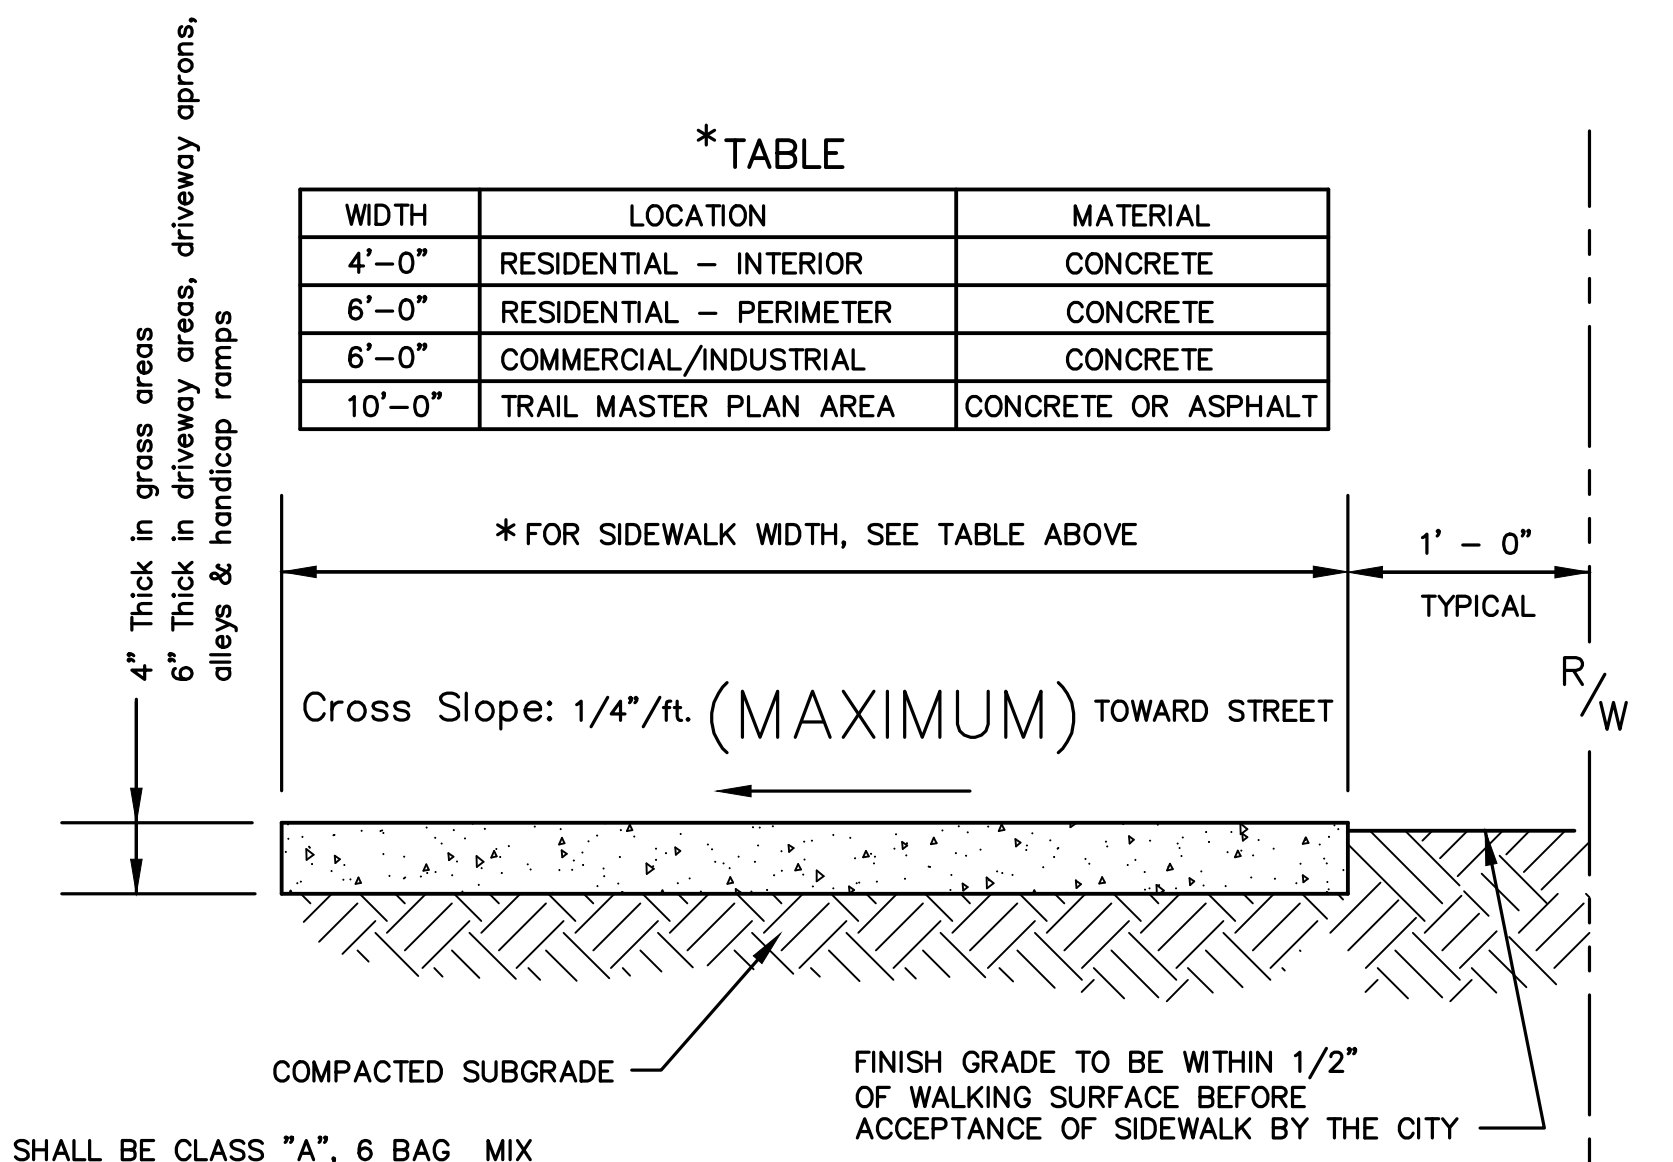 4" Thick in grass areas
6" Thick in driveway areas, driveway aprons,
alleys & handicap ramps
*TABLE
WIDTH LOCATION MATERIAL
4'-0" RESIDENTIAL - INTERIOR CONCRETE
6'-0" RESIDENTIAL - PERIMETER CONCRETE
6'-0" COMMERCIAL/INDUSTRIAL CONCRETE
10'-0" TRAIL MASTER PLAN AREA CONCRETE OR ASPHALT
*FOR SIDEWALK WIDTH, SEE TABLE ABOVE
1' - 0"
TYPICAL
R/W
Cross Slope: 1/4"/ft. (MAXIMUM) TOWARD STREET
COMPACTED SUBGRADE
FINISH GRADE TO BE WITHIN 1/2"
OF WALKING SURFACE BEFORE
ACCEPTANCE OF SIDEWALK BY THE CITY
SHALL BE CLASS "A", 6 BAG MIX